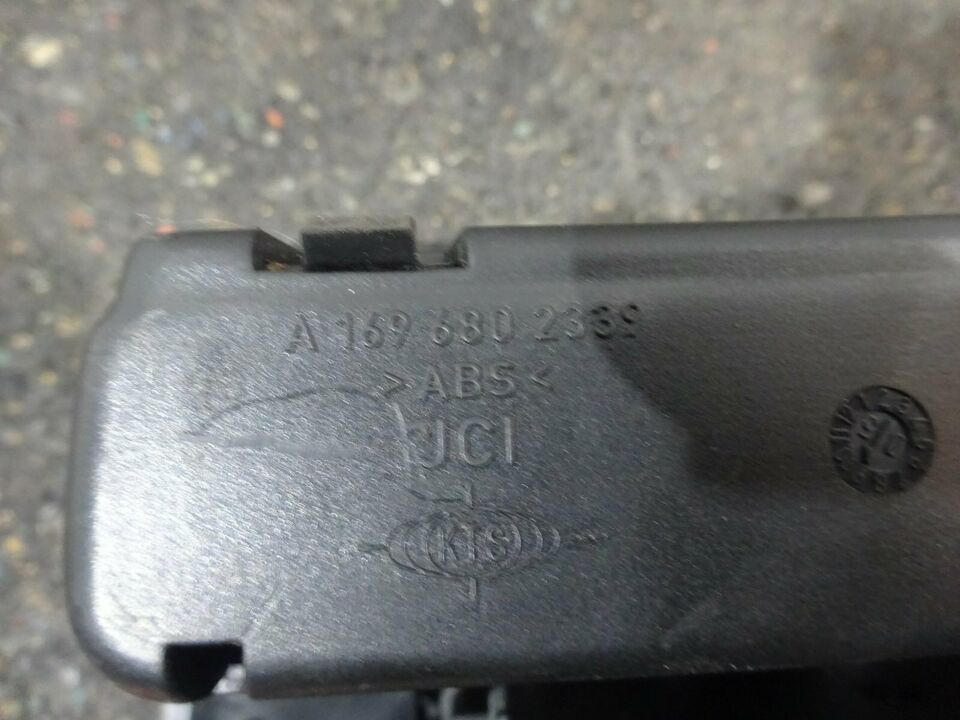 A 169 680 2339
>ABS<
JCI
KTS